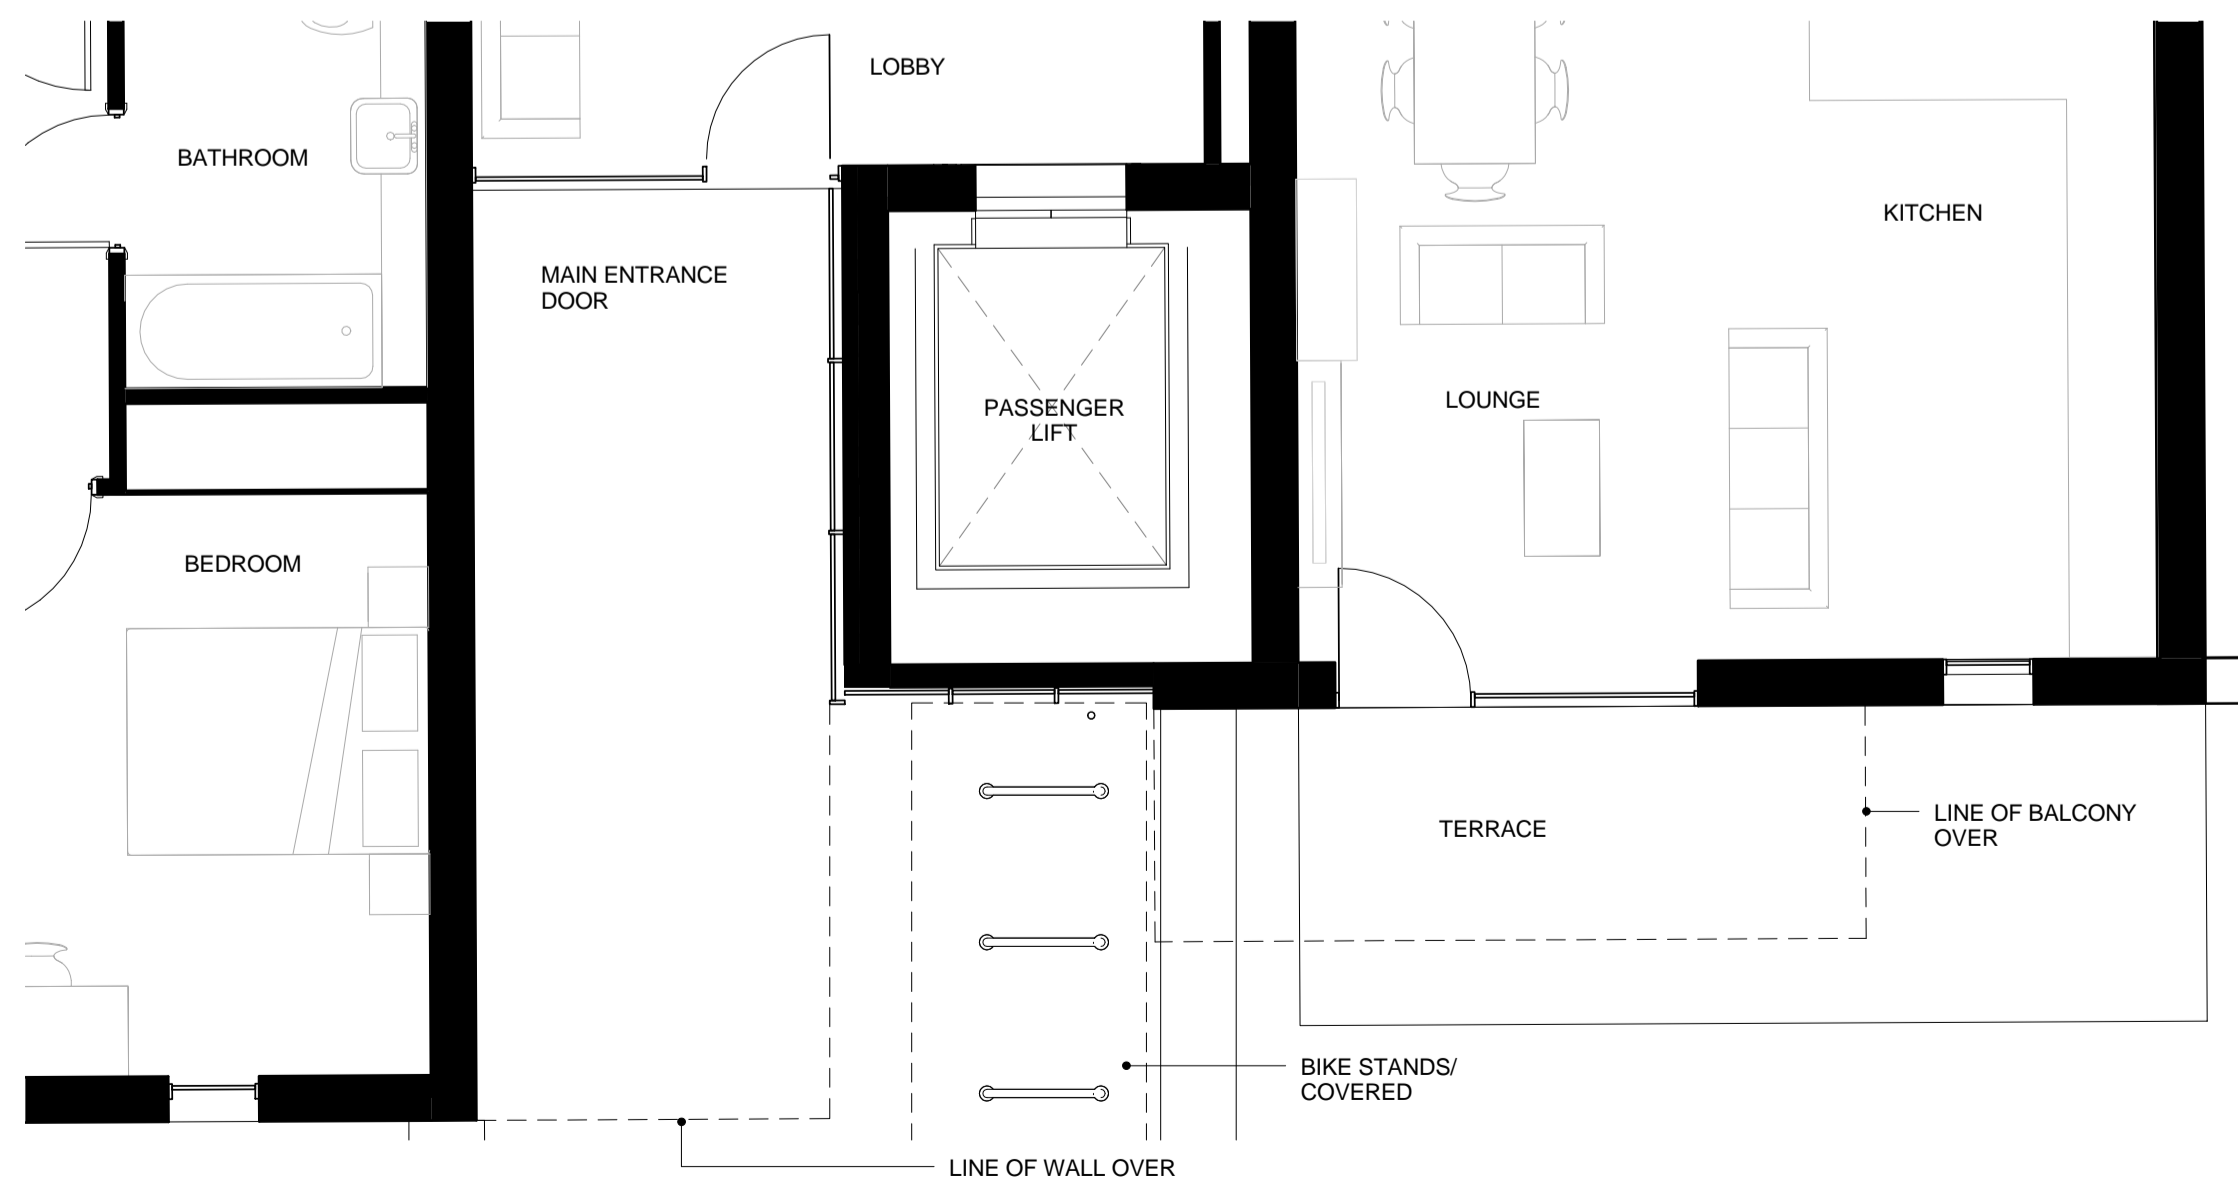 LOBBY
BATHROOM
KITCHEN
MAIN ENTRANCE
DOOR
PASSENGER
LIFT
LOUNGE
BEDROOM
TERRACE
LINE OF BALCONY
OVER
BIKE STANDS/
COVERED
LINE OF WALL OVER